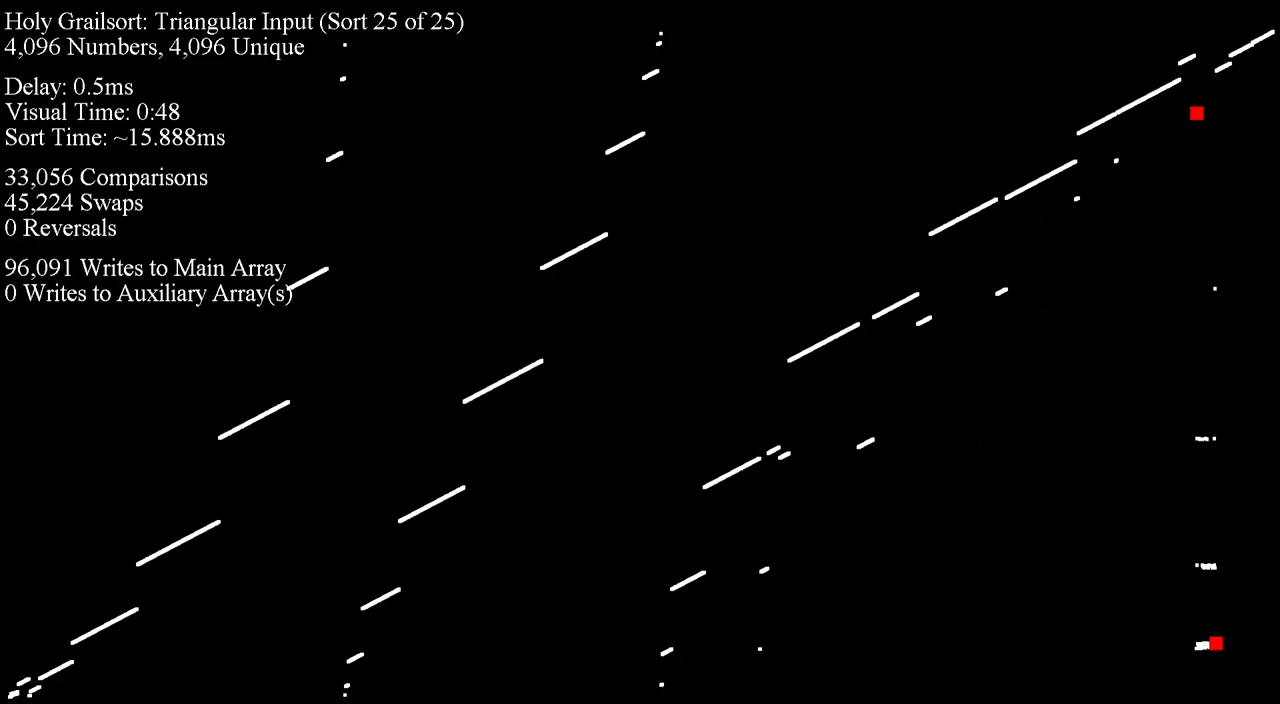 Holy Grailsort: Triangular Input (Sort 25 of 25)
4,096 Numbers, 4,096 Unique
Delay: 0.5ms
Visual Time: 0:48
Sort Time: ~15.888ms
33,056 Comparisons
45,224 Swaps
0 Reversals
96,091 Writes to Main Array
0 Writes to Auxiliary Array(s)